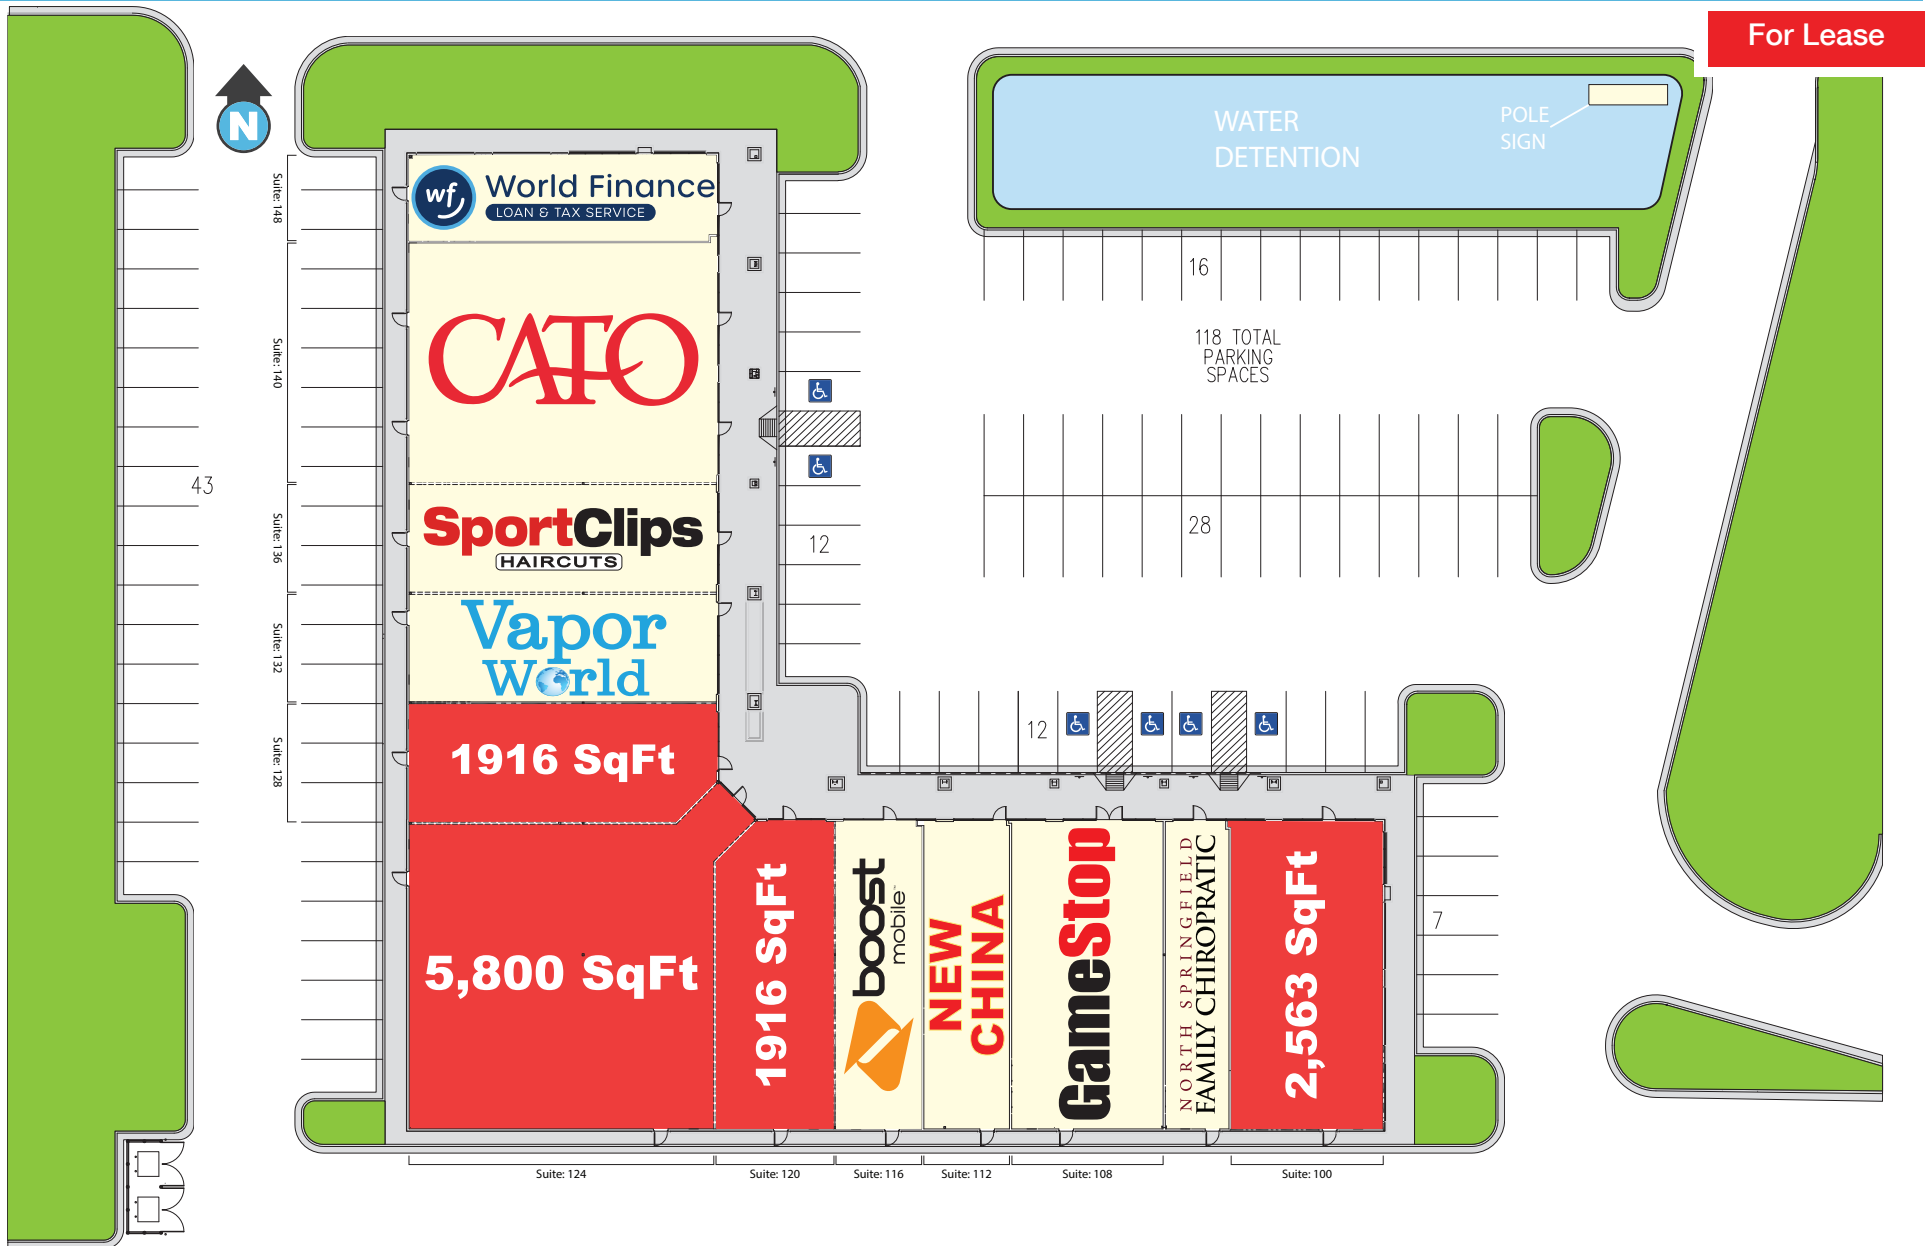 For Lease
N
WATER
DETENTION
POLE
SIGN
wf
World Finance
LOAN & TAX SERVICE
Suite: 148
16
118 TOTAL
PARKING
SPACES
CATO
Suite: 140
43
28
SportClips
HAIRCUTS
Suite: 136
12
Vapor
World
Suite: 132
1916 SqFt
Suite: 128
12
5,800 SqFt
1916 SqFt
boost
mobile
NEW
CHINA
GameStop
NORTH SPRINGFIELD
FAMILY CHIROPRATIC
2,563 SqFt
7
Suite: 124
Suite: 120
Suite: 116
Suite: 112
Suite: 108
Suite: 100